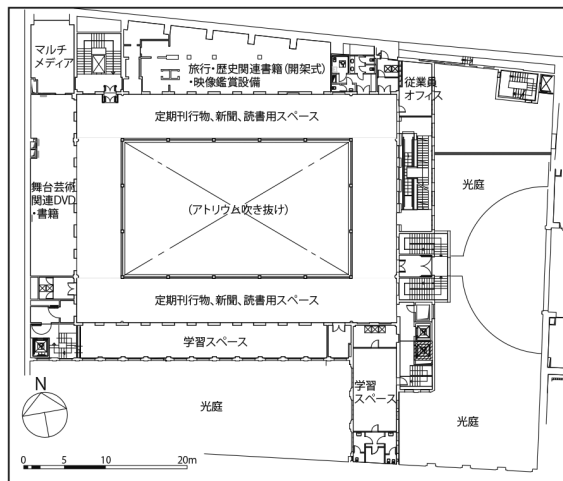 マルチ
メディア
旅行・歴史関連書籍(開架式)
・映像鑑賞設備
従業員
オフィス
定期刊行物、新聞、読書用スペース
光庭
舞台芸術
関連DVD
・書籍
(アトリウム吹き抜け)
定期刊行物、新聞、読書用スペース
学習スペース
学習
スペース
N
光庭
光庭
0 5 10 20m